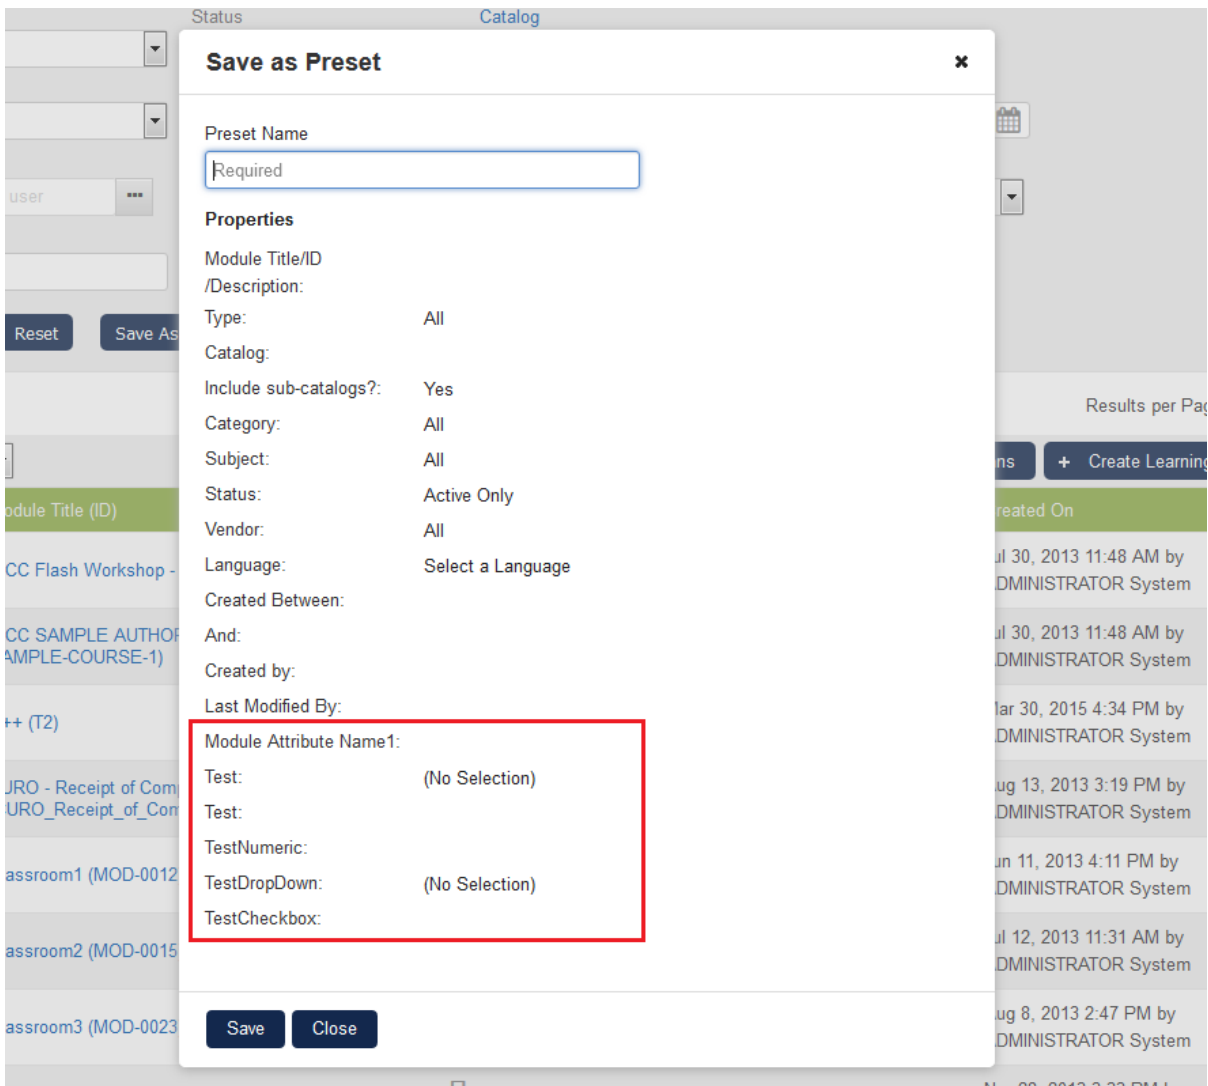 Status Catalog
Save as Preset
Preset Name
Required
user
Properties
Module Title/ID
/Description:
Type: All
Reset Save As
Catalog:
Include sub-catalogs?: Yes
Results per Pag
Category: All
Subject: All
ns + Create Learning
Status: Active Only
odule Title (ID) reated On
Vendor: All
Language: Select a Language
CC Flash Workshop - ul 30, 2013 11:48 AM by
DMINISTRATOR System
Created Between:
And:
CC SAMPLE AUTHOR ul 30, 2013 11:48 AM by
AMPLE-COURSE-1) DMINISTRATOR System
Created by:
Last Modified By:
++ (T2) Mar 30, 2015 4:34 PM by
DMINISTRATOR System
Module Attribute Name1:
Test: (No Selection)
URO - Receipt of Com ug 13, 2013 3:19 PM by
URO_Receipt_of_Com DMINISTRATOR System
Test:
TestNumeric:
assroom1 (MOD-0012 un 11, 2013 4:11 PM by
DMINISTRATOR System
TestDropDown: (No Selection)
TestCheckbox:
assroom2 (MOD-0015 ul 12, 2013 11:31 AM by
DMINISTRATOR System
assroom3 (MOD-0023 ug 8, 2013 2:47 PM by
DMINISTRATOR System
Save Close